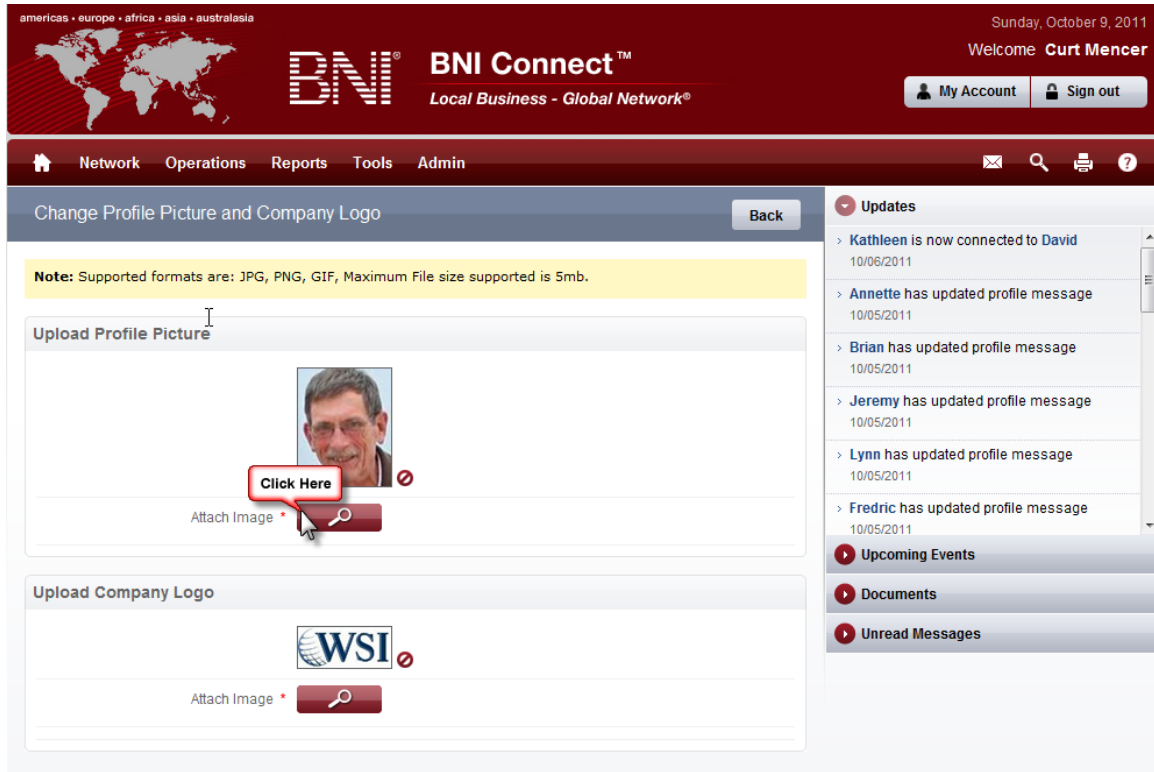 americas • europe • africa • asia • australasia
Sunday, October 9, 2011
Welcome Curt Mencer
BNI®
BNI Connect™
Local Business - Global Network®
My Account
Sign out
Network Operations Reports Tools Admin
Change Profile Picture and Company Logo
Back
Note: Supported formats are: JPG, PNG, GIF, Maximum File size supported is 5mb.
Upload Profile Picture
Click Here
Attach Image *
Upload Company Logo
WSI
Attach Image *
Updates
Kathleen is now connected to David
10/06/2011
Annette has updated profile message
10/05/2011
Brian has updated profile message
10/05/2011
Jeremy has updated profile message
10/05/2011
Lynn has updated profile message
10/05/2011
Fredric has updated profile message
10/05/2011
Upcoming Events
Documents
Unread Messages